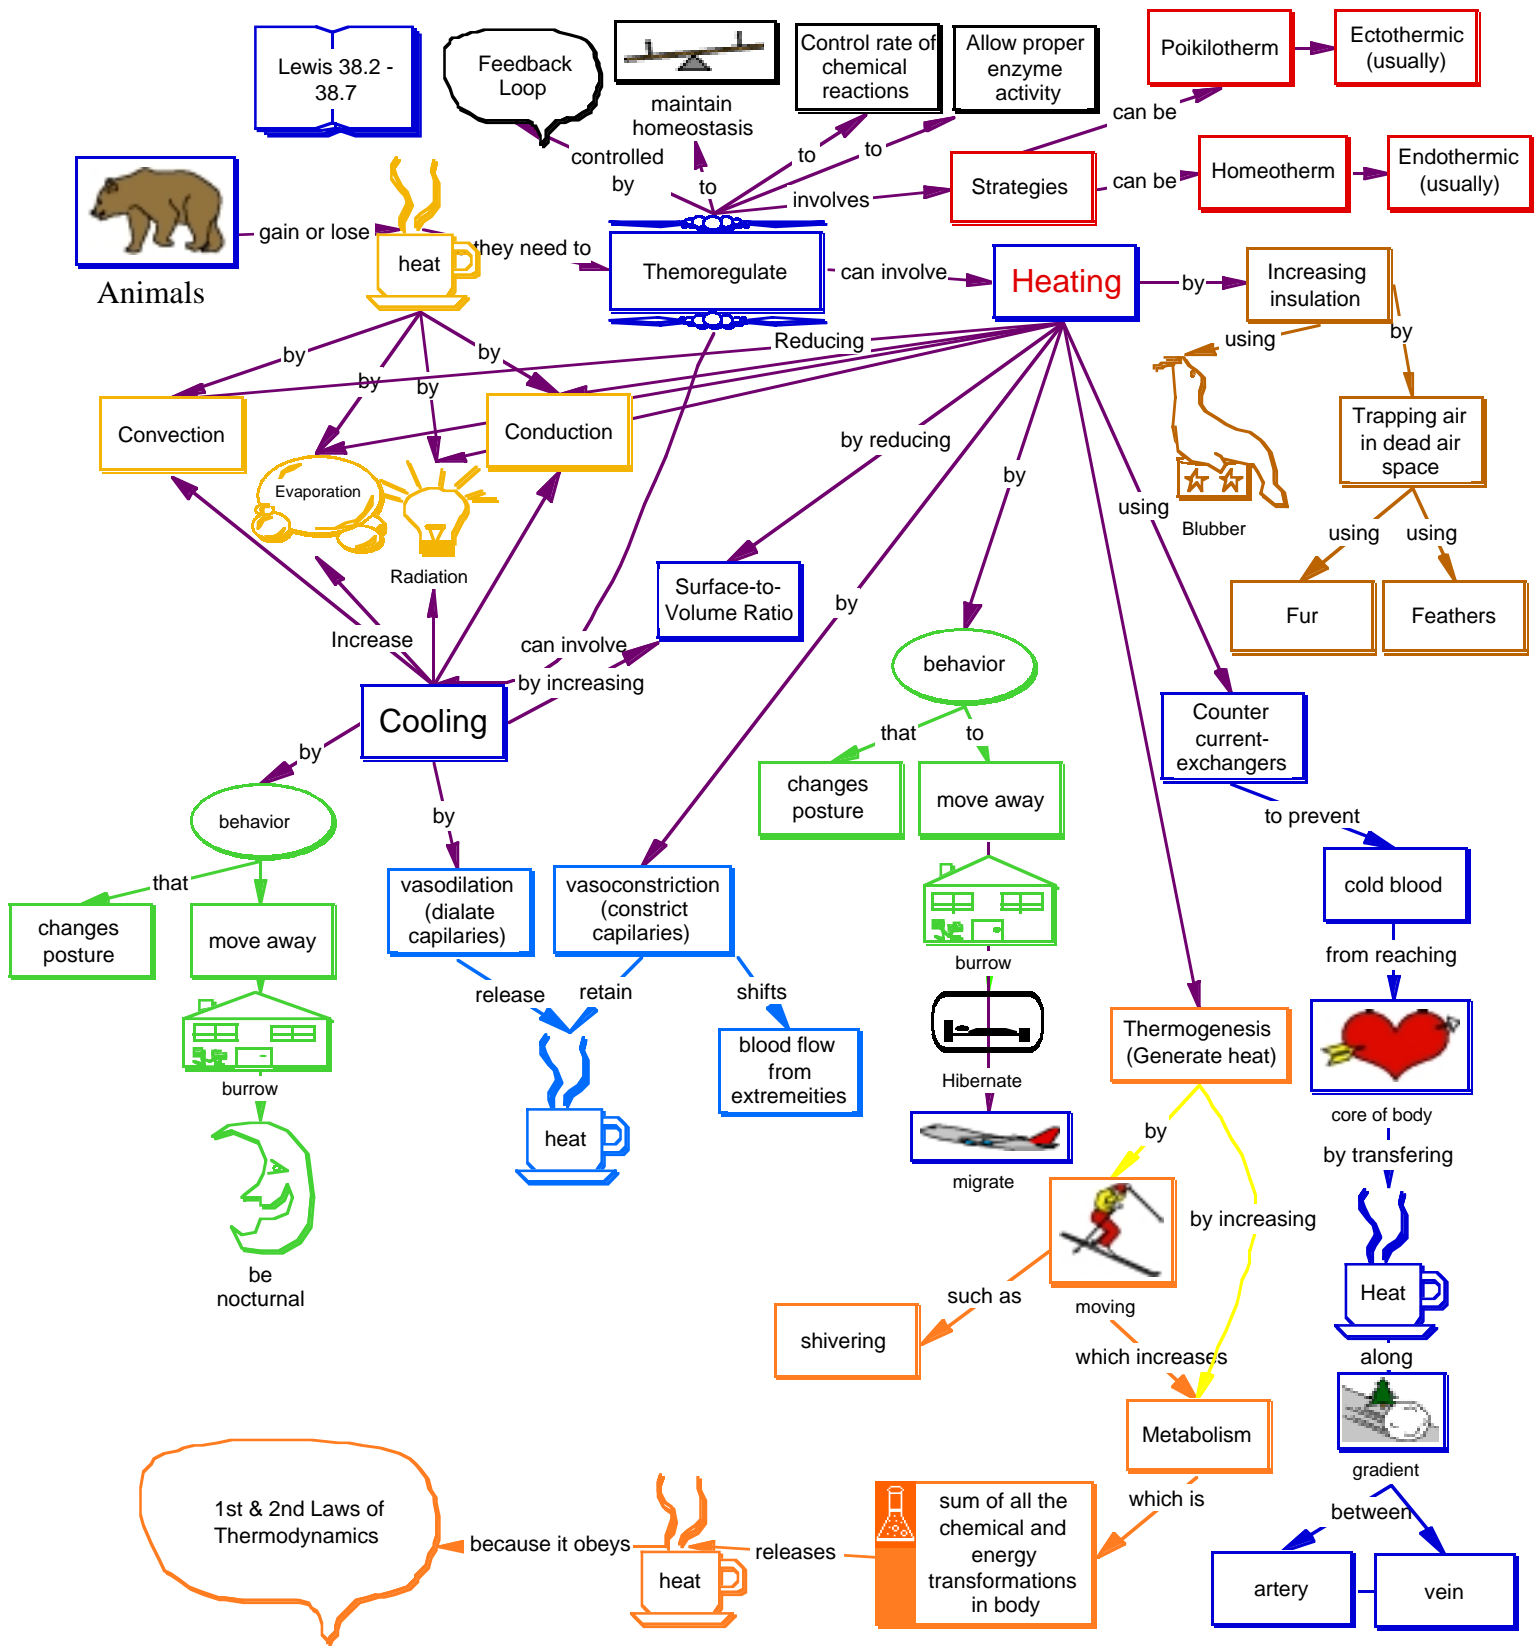 Lewis 38.2 -
38.7
Feedback
Loop
maintain
homeostasis
Control rate of
chemical
reactions
Allow proper
enzyme
activity
Poikilotherm
Ectothermic
(usually)
can be
controlled
by
to
to
to
Strategies
can be
Homeotherm
Endothermic
(usually)
involves
Animals
gain or lose
heat
they need to
Themoregulate
can involve
Heating
by
Increasing
insulation
using
by
Reducing
by
by
by
by
Convection
Evaporation
Radiation
Conduction
by reducing
by
using
Blubber
Trapping air
in dead air
space
using
using
Fur
Feathers
Surface-to-
Volume Ratio
by
Increase
can involve
by increasing
Cooling
behavior
that
to
changes
posture
move away
burrow
Hibernate
migrate
Counter
current-
exchangers
to prevent
cold blood
from reaching
core of body
by transfering
Heat
along
gradient
between
artery
vein
by
behavior
that
changes
posture
move away
burrow
be
nocturnal
by
vasodilation
(dialate
capilaries)
vasoconstriction
(constrict
capilaries)
release
retain
shifts
heat
blood flow
from
extremeities
Thermogenesis
(Generate heat)
by
by increasing
moving
such as
shivering
which increases
Metabolism
which is
sum of all the
chemical and
energy
transformations
in body
releases
heat
because it obeys
1st & 2nd Laws of
Thermodynamics